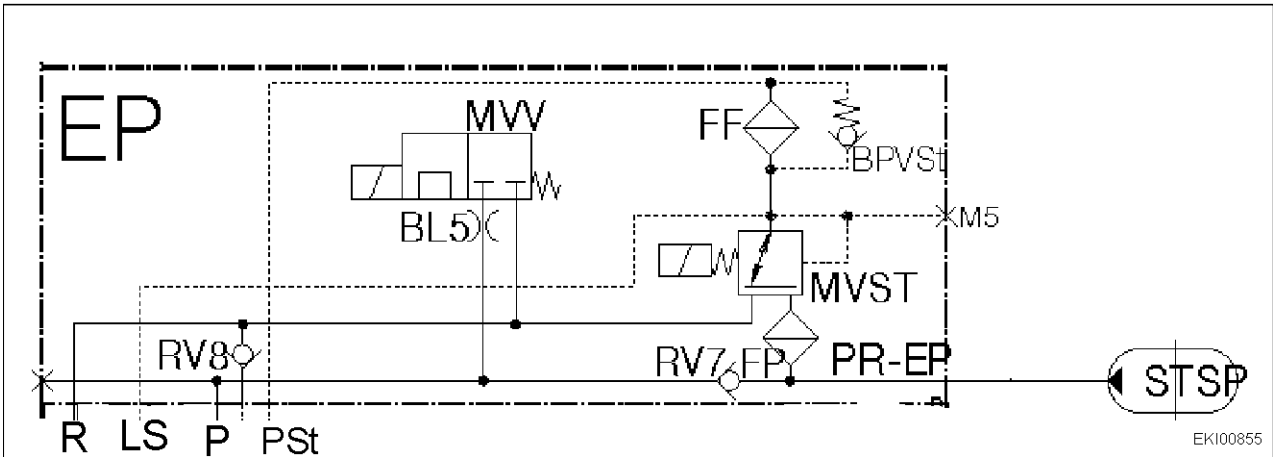 EP
MVV
FF
BPVSt
BL5
M5
MVST
RV8
RV7
FP
PR-EP
STSP
R
LS
P
PSt
EKI00855